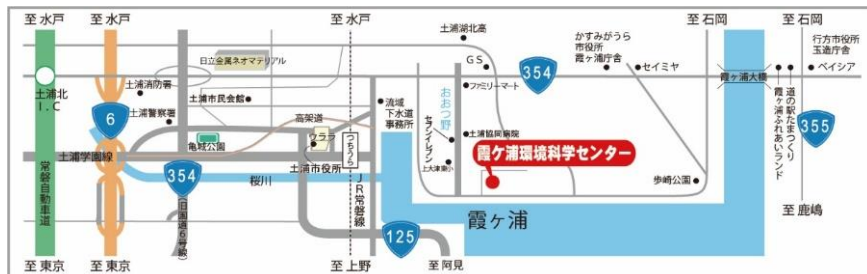 至 水戸
至 水戸
至 水戸
至 石岡
至 石岡
土浦湖北高
かすみがうら
市役所
霞ヶ浦庁舎
行方市役所
玉造庁舎
日立金属ネオマテリアル
GS
354
セイミヤ
霞ヶ浦大橋
ベイシア
土浦北
I.C
土浦消防署
ファミリーマート
土浦市民会館
6
土浦警察署
流域
下水道
事務所
おおつ野
道の駅たまつくり
霞ヶ浦ふれあいランド
355
高架道
ウララ
亀城公園
つちうら
セブンイレブン
土浦協同病院
土浦学園線
土浦市役所
上大津東小
霞ケ浦環境科学センター
常磐自動車道
354
(旧国道6号線)
桜川
JR常磐線
歩崎公園
霞ヶ浦
至 鹿嶋
125
至 東京
至 東京
至 上野
至 阿見